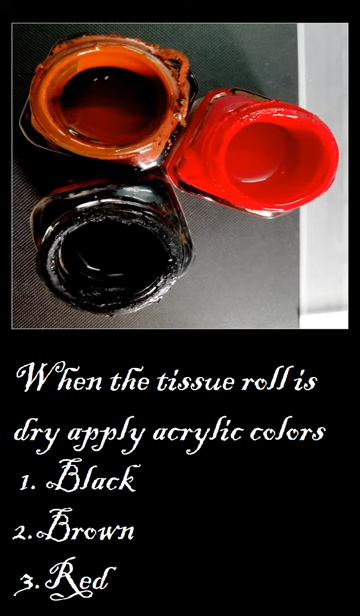 When the tissue roll is
dry apply acrylic colors
1. Black
2. Brown
3. Red